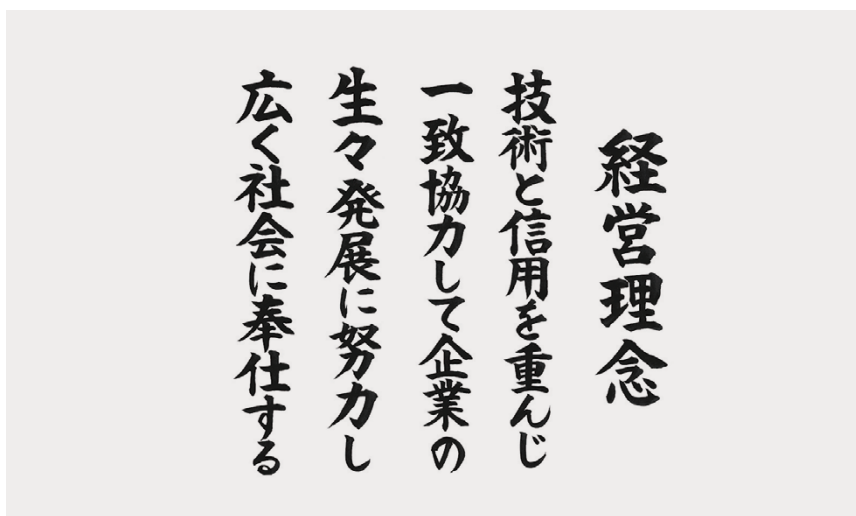 経営理念
技術と信用を重んじ
一致協力して企業の
生々発展に努力し
広く社会に奉仕する